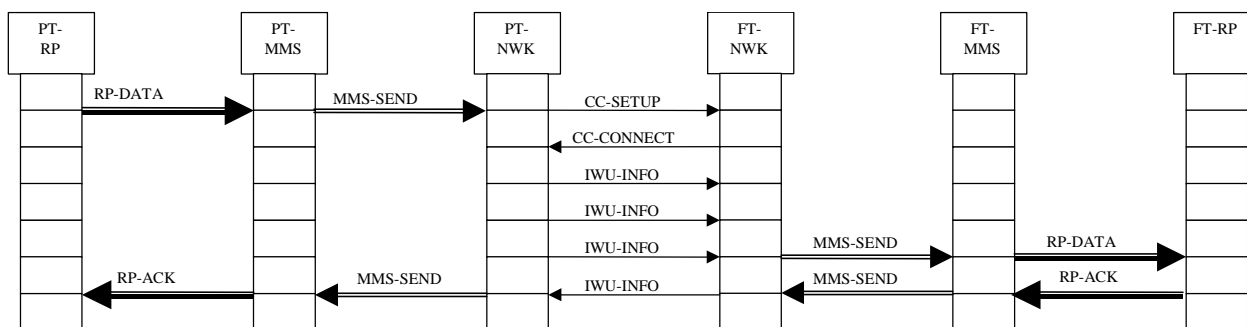 PT-
RP
PT-
MMS
PT-
NWK
FT-
NWK
FT-
MMS
FT-RP
RP-DATA
MMS-SEND
CC-SETUP
CC-CONNECT
IWU-INFO
IWU-INFO
IWU-INFO
MMS-SEND
RP-DATA
RP-ACK
MMS-SEND
IWU-INFO
MMS-SEND
RP-ACK